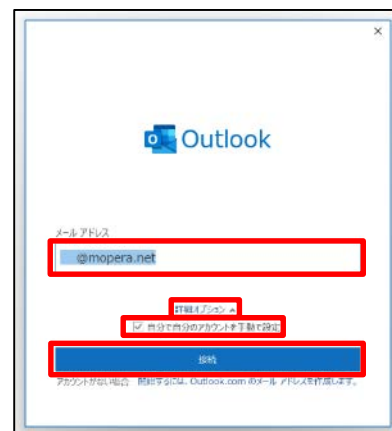 Outlook
メール アドレス
@mopera.net
詳細オプション
自分で自分のアカウントを手動で設定
接続
アカウントがない場合 開始するには、Outlook.com のメール アドレスを作成します。